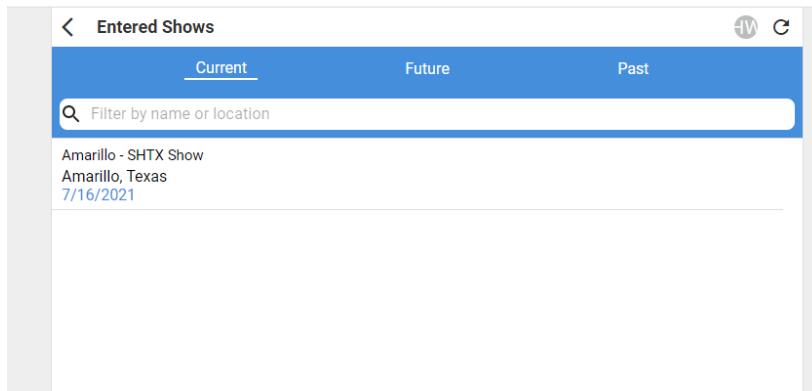 Entered Shows
Current Future Past
Filter by name or location
Amarillo - SHTX Show
Amarillo, Texas
7/16/2021